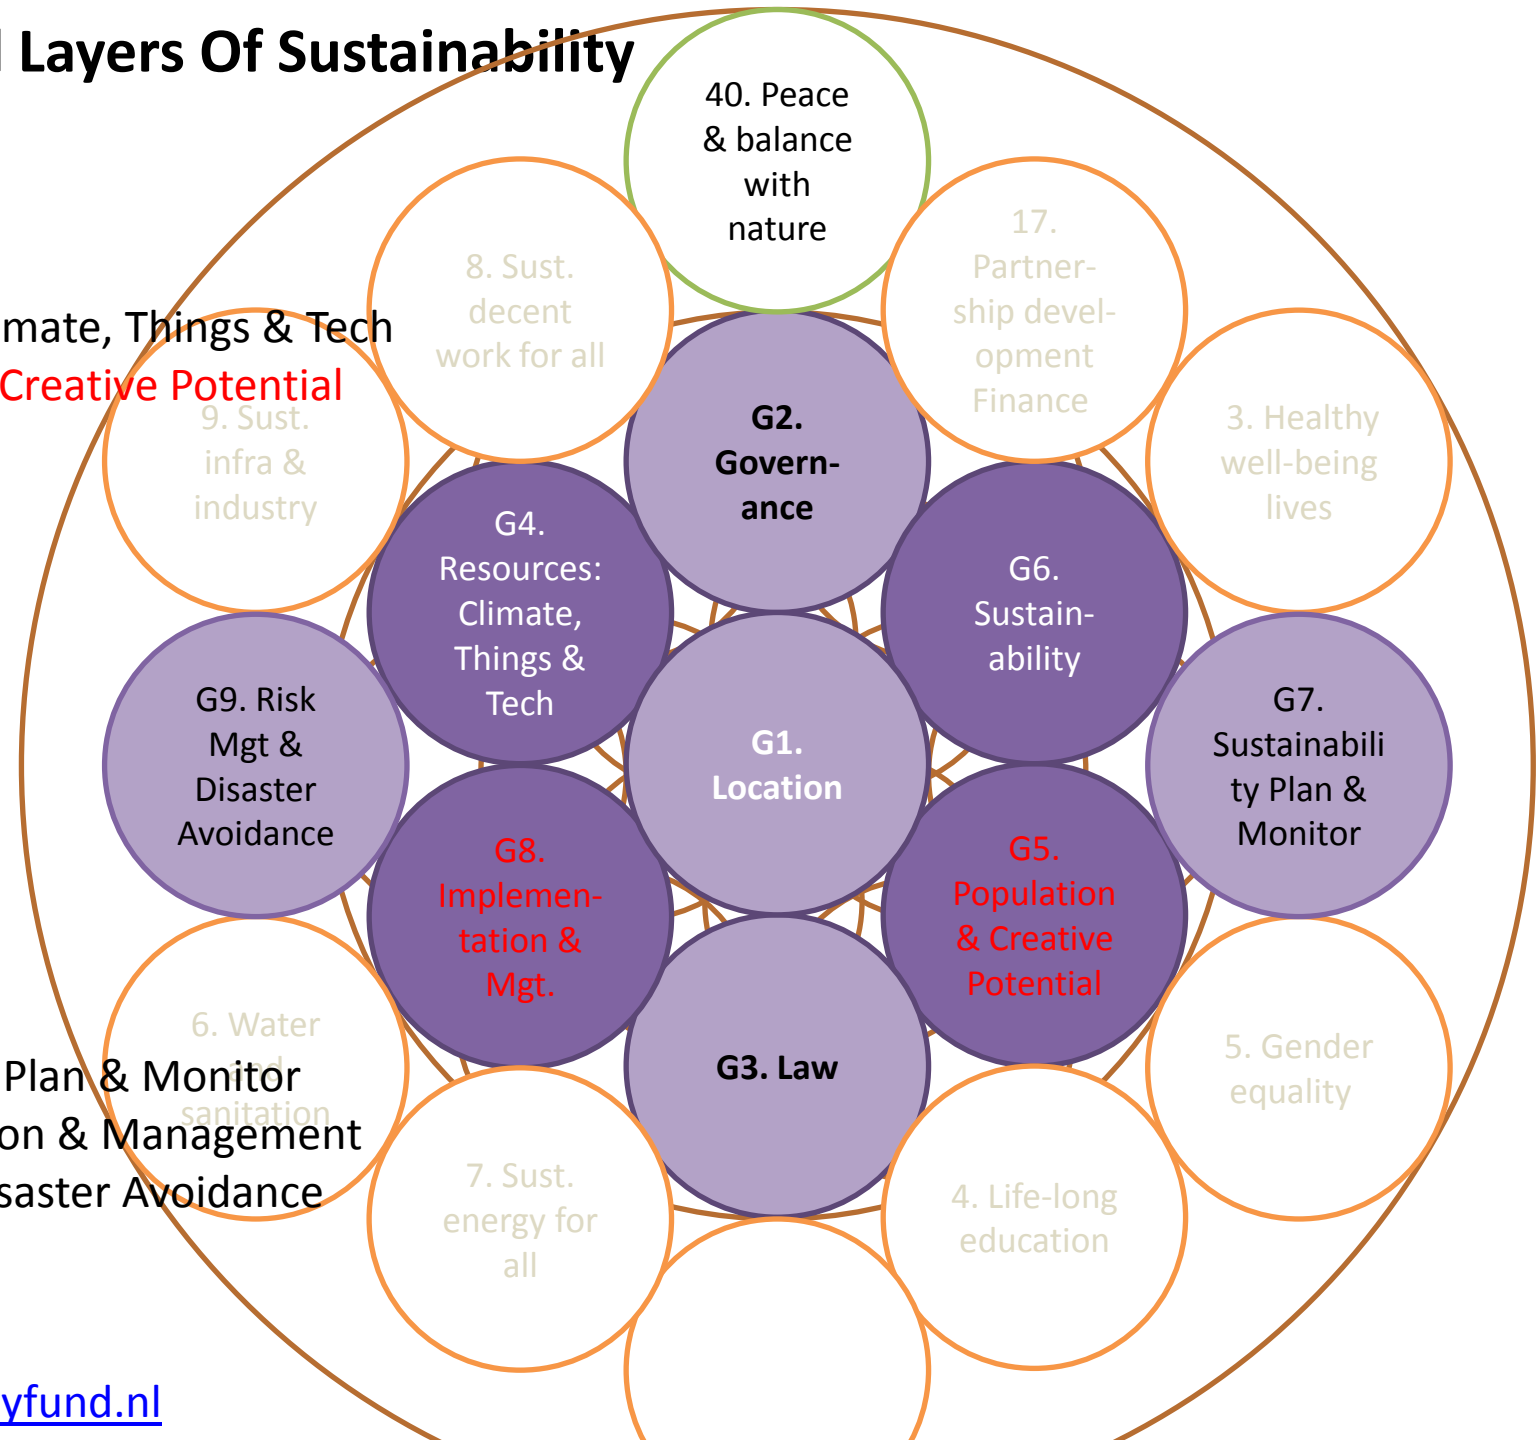 Layers Of Sustainability
40. Peace
& balance
with
nature
17.
Partner-
ship devel-
opment
Finance
8. Sust.
decent
work for all
mate, Things & Tech
Creative Potential
9. Sust.
infra &
industry
G2.
Govern-
ance
3. Healthy
well-being
lives
G4.
Resources:
Climate,
Things &
Tech
G6.
Sustain-
ability
G9. Risk
Mgt &
Disaster
Avoidance
G1.
Location
G7.
Sustainabili
ty Plan &
Monitor
G8.
Implemen-
tation &
Mgt.
G5.
Population
& Creative
Potential
6. Water
and
sanitation
Plan & Monitor
on & Management
saster Avoidance
G3. Law
5. Gender
equality
7. Sust.
energy for
all
4. Life-long
education
yfund.nl